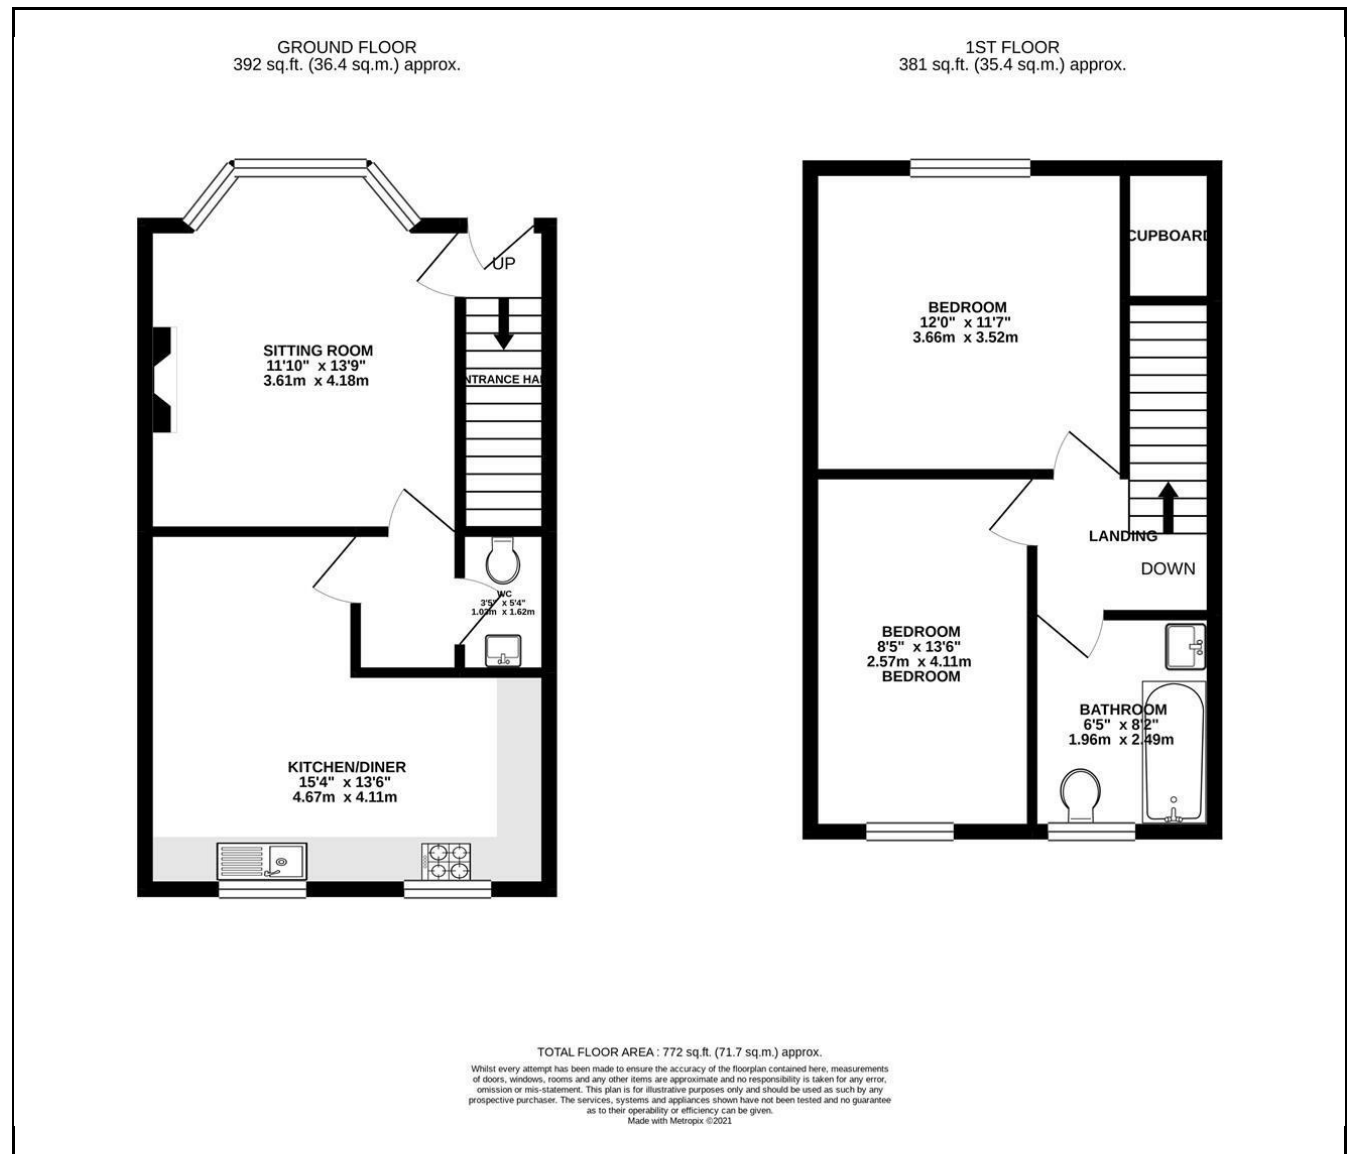 GROUND FLOOR
392 sq.ft. (36.4 sq.m.) approx.
1ST FLOOR
381 sq.ft. (35.4 sq.m.) approx.
UP
SITTING ROOM
11'10" x 13'9"
3.61m x 4.18m
NTRANCE HAL
WC
3'5" x 5'4"
1.03m x 1.62m
KITCHEN/DINER
15'4" x 13'6"
4.67m x 4.11m
CUPBOARD
BEDROOM
12'0" x 11'7"
3.66m x 3.52m
LANDING
DOWN
BEDROOM
8'5" x 13'6"
2.57m x 4.11m
BEDROOM
BATHROOM
6'5" x 8'2"
1.96m x 2.49m
TOTAL FLOOR AREA : 772 sq.ft. (71.7 sq.m.) approx.
Whilst every attempt has been made to ensure the accuracy of the floorplan contained here, measurements
of doors, windows, rooms and any other items are approximate and no responsibility is taken for any error,
omission or mis-statement. This plan is for illustrative purposes only and should be used as such by any
prospective purchaser. The services, systems and appliances shown have not been tested and no guarantee
as to their operability or efficiency can be given.
Made with Metropix ©2021